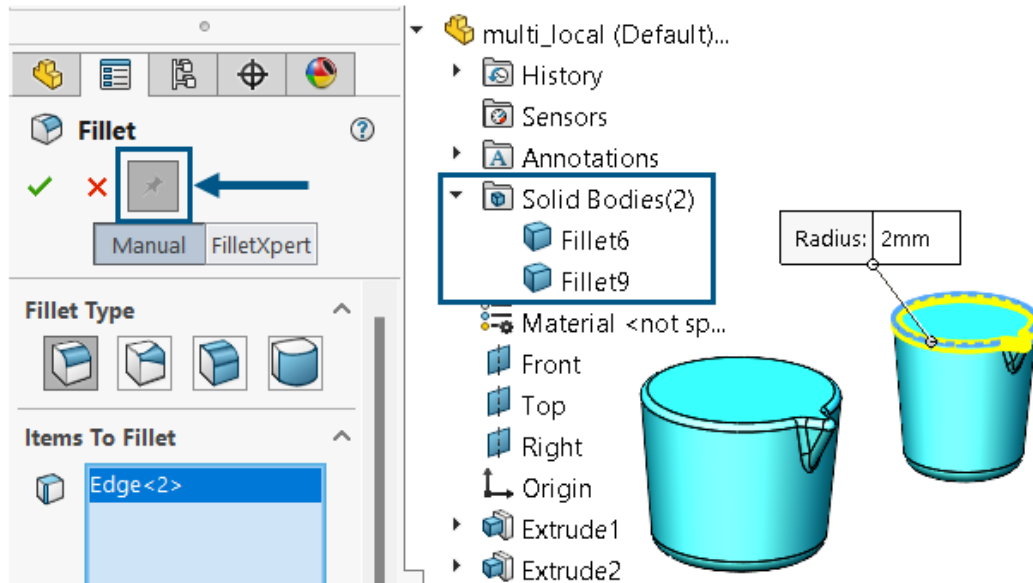 Fillet
Manual
FilletXpert
Fillet Type
Items To Fillet
Edge<2>
multi_local (Default)...
History
Sensors
A Annotations
Solid Bodies(2)
Fillet6
Fillet9
Material <not sp...
Front
Top
Right
Origin
Extrude1
Extrude2
Radius: 2mm